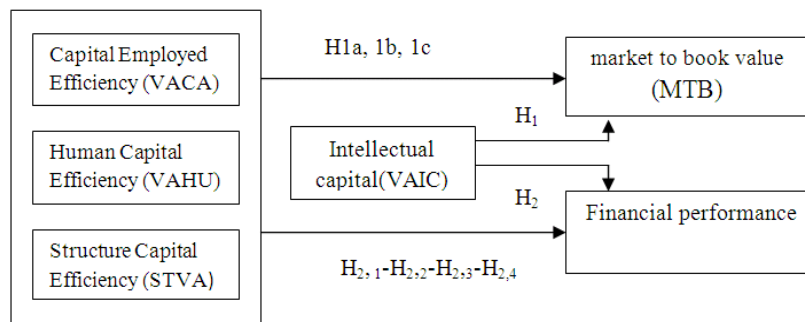 Capital Employed
Efficiency (VACA)
Human Capital
Efficiency (VAHU)
Structure Capital
Efficiency (STVA)
H1a, 1b, 1c
H₁
Intellectual
capital(VAIC)
H₂
H₂, ₁-H₂,₂-H₂,₃-H₂,₄
market to book value
(MTB)
Financial performance